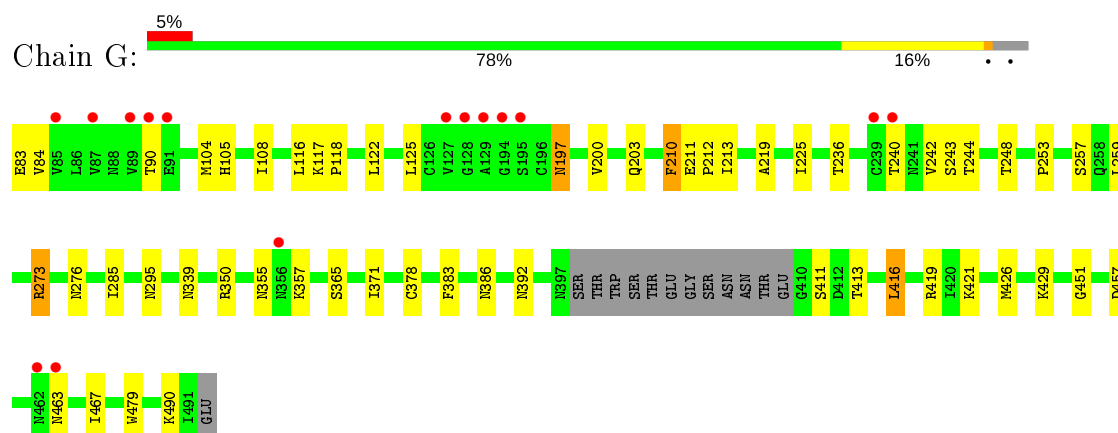 5%
Chain G:
78%
16%
E83 V84 V85 L86 V87 N88 V89 T90 E91 M104 H105 I108 L116 K117 P118 L122 L125 C126 V127 G128 A129 G194 S195 C196 N197 V200 Q203 F210 E211 P212 I213 A219 I225 T236 C239 T240 N241 V242 S243 T244 T248 P253 S257 Q258 L259
R273 N276 I285 N295 N339 R350 N355 N356 K357 S365 I371 C378 F383 N386 N392 N397 SER THR TRP SER THR GLU GLY SER ASN ASN THR GLU G410 S411 D412 T413 L416 R419 I420 K421 M426 K429 G451 D457
N462 N463 I467 W479 K490 I491 GLU